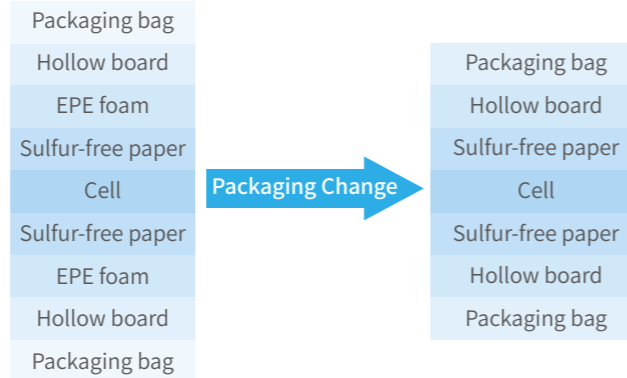 Packaging bag
Hollow board
EPE foam
Sulfur-free paper
Cell
Sulfur-free paper
EPE foam
Hollow board
Packaging bag
Packaging Change
Packaging bag
Hollow board
Sulfur-free paper
Cell
Sulfur-free paper
Hollow board
Packaging bag